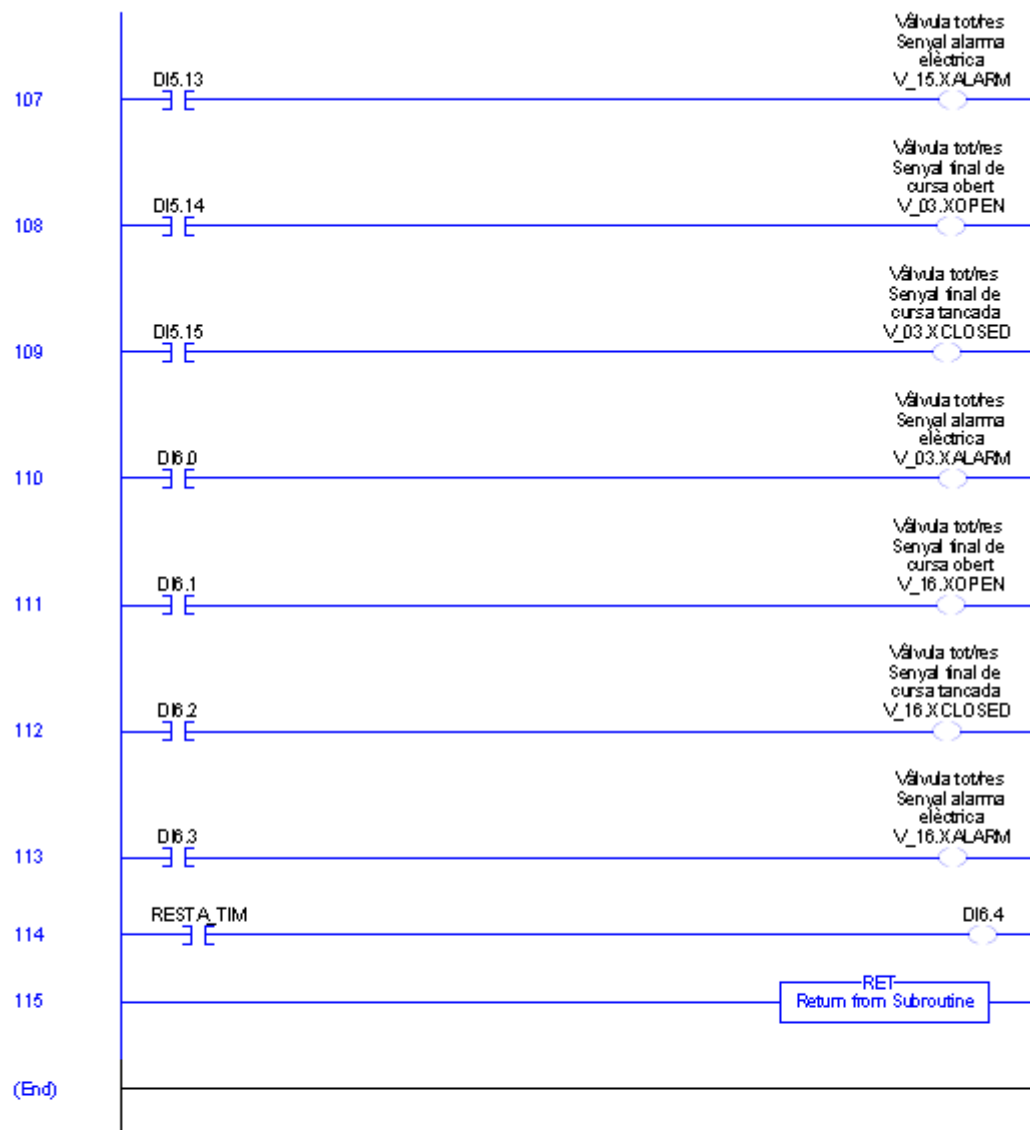 Vàlvula tot/res
Senyal alarma
elèctrica
DI5.13 V_15.XALARM
107
Vàlvula tot/res
Senyal final de
cursa obert
DI5.14 V_03.XOPEN
108
Vàlvula tot/res
Senyal final de
cursa tancada
DI5.15 V_03.XCLOSED
109
Vàlvula tot/res
Senyal alarma
elèctrica
DI6.0 V_03.XALARM
110
Vàlvula tot/res
Senyal final de
cursa obert
DI6.1 V_16.XOPEN
111
Vàlvula tot/res
Senyal final de
cursa tancada
DI6.2 V_16.XCLOSED
112
Vàlvula tot/res
Senyal alarma
elèctrica
DI6.3 V_16.XALARM
113
RESTA_TIM DI6.4
114
RET
115 Return from Subroutine
(End)